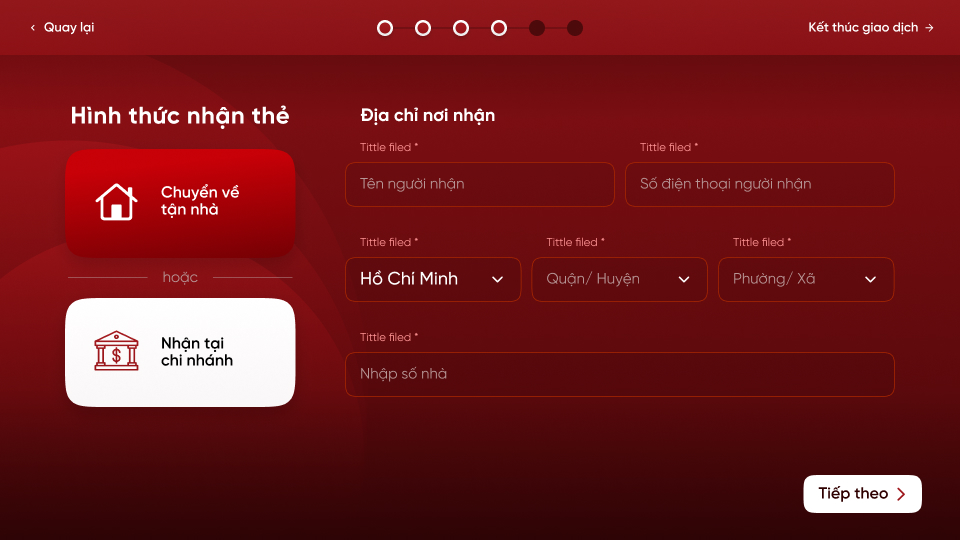 Quay lại
Kết thúc giao dịch
Hình thức nhận thẻ
Chuyển về
tận nhà
hoặc
Nhận tại
chi nhánh
Địa chỉ nơi nhận
Tittle filed *
Tittle filed *
Tên người nhận
Số điện thoại người nhận
Tittle filed *
Tittle filed *
Tittle filed *
Hồ Chí Minh
Quận/ Huyện
Phường/ Xã
Tittle filed *
Nhập số nhà
Tiếp theo